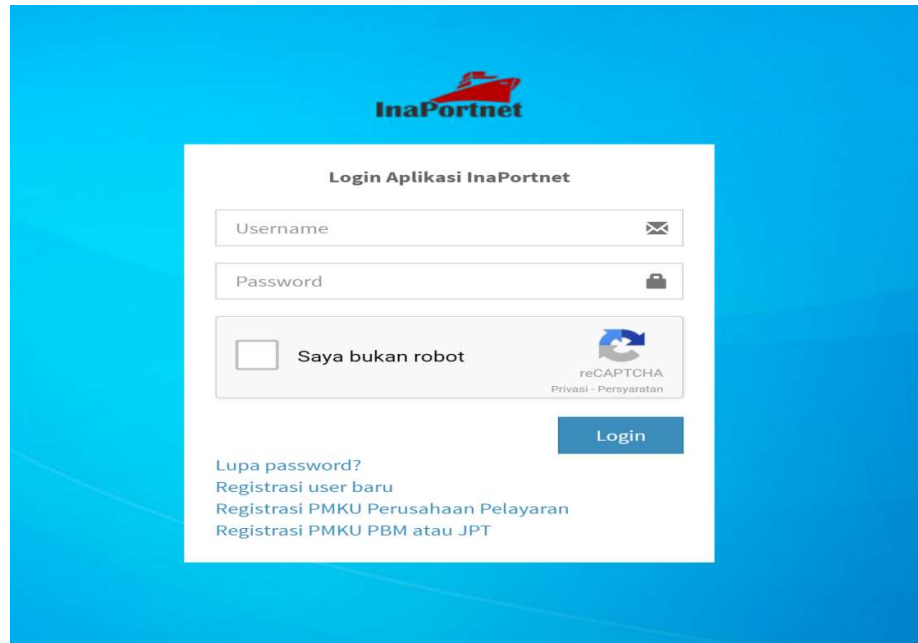 InaPortnet
Login Aplikasi InaPortnet
Username
Password
Saya bukan robot
reCAPTCHA
Privasi - Persyaratan
Login
Lupa password?
Registrasi user baru
Registrasi PMKU Perusahaan Pelayaran
Registrasi PMKU PBM atau JPT